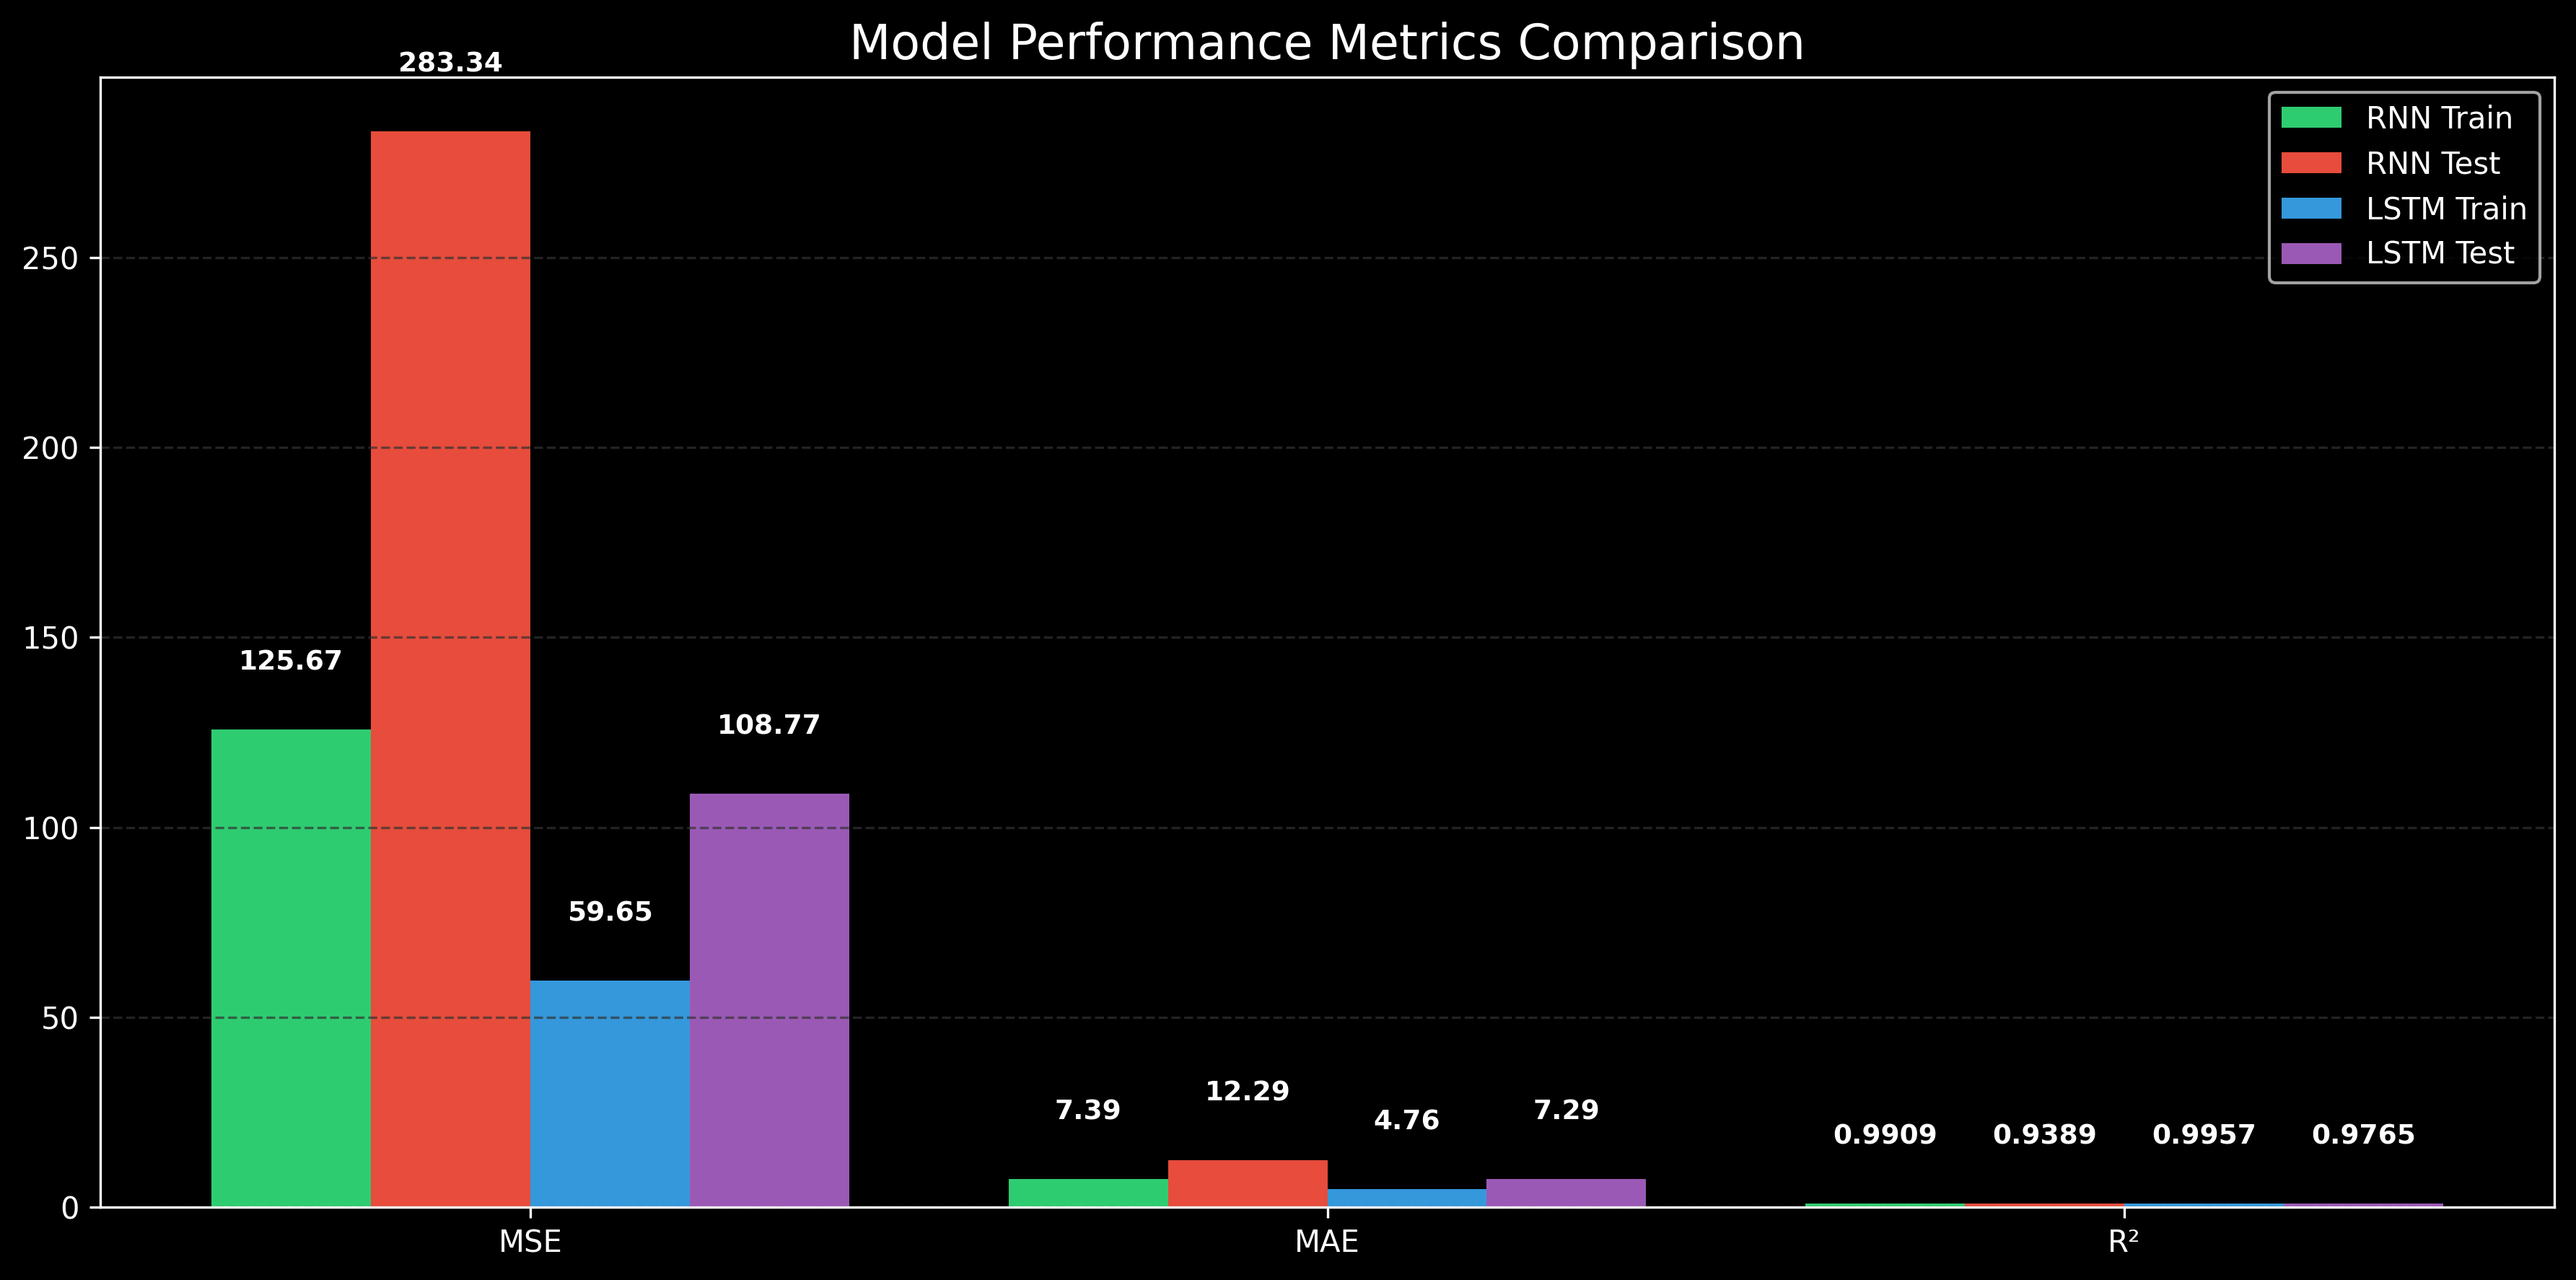 Model Performance Metrics Comparison
283.34
RNN Train
RNN Test
LSTM Train
LSTM Test
250
200
150
100
50
0
125.67
59.65
108.77
7.39
12.29
4.76
7.29
0.9909
0.9389
0.9957
0.9765
MSE
MAE
R²